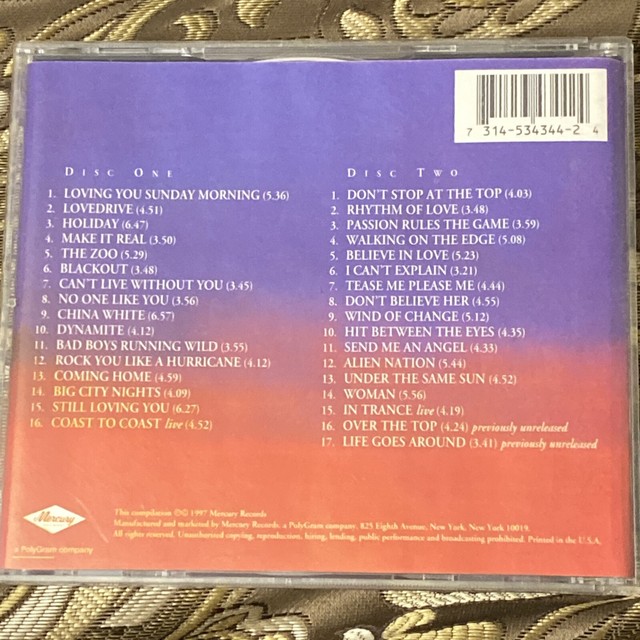 7 314-534344-2 4
DISC ONE
1. LOVING YOU SUNDAY MORNING (5.36)
2. LOVEDRIVE (4.51)
3. HOLIDAY (6.47)
4. MAKE IT REAL (3.50)
5. THE ZOO (5.29)
6. BLACKOUT (3.48)
7. CAN'T LIVE WITHOUT YOU (3.45)
8. NO ONE LIKE YOU (3.56)
9. CHINA WHITE (6.57)
10. DYNAMITE (4.12)
11. BAD BOYS RUNNING WILD (3.55)
12. ROCK YOU LIKE A HURRICANE (4.12)
13. COMING HOME (4.59)
14. BIG CITY NIGHTS (4.09)
15. STILL LOVING YOU (6.27)
16. COAST TO COAST live (4.52)
DISC TWO
1. DON'T STOP AT THE TOP (4.03)
2. RHYTHM OF LOVE (3.48)
3. PASSION RULES THE GAME (3.59)
4. WALKING ON THE EDGE (5.08)
5. BELIEVE IN LOVE (5.23)
6. I CAN'T EXPLAIN (3.21)
7. TEASE ME PLEASE ME (4.44)
8. DON'T BELIEVE HER (4.55)
9. WIND OF CHANGE (5.12)
10. HIT BETWEEN THE EYES (4.35)
11. SEND ME AN ANGEL (4.33)
12. ALIEN NATION (5.44)
13. UNDER THE SAME SUN (4.52)
14. WOMAN (5.56)
15. IN TRANCE live (4.19)
16. OVER THE TOP (4.24) previously unreleased
17. LIFE GOES AROUND (3.41) previously unreleased
Mercury
a PolyGram company
This compilation ℗© 1997 Mercury Records
Manufactured and marketed by Mercury Records, a PolyGram company, 825 Eighth Avenue, New York, New York 10019.
All rights reserved. Unauthorized copying, reproduction, hiring, lending, public performance and broadcasting prohibited. Printed in the U.S.A.